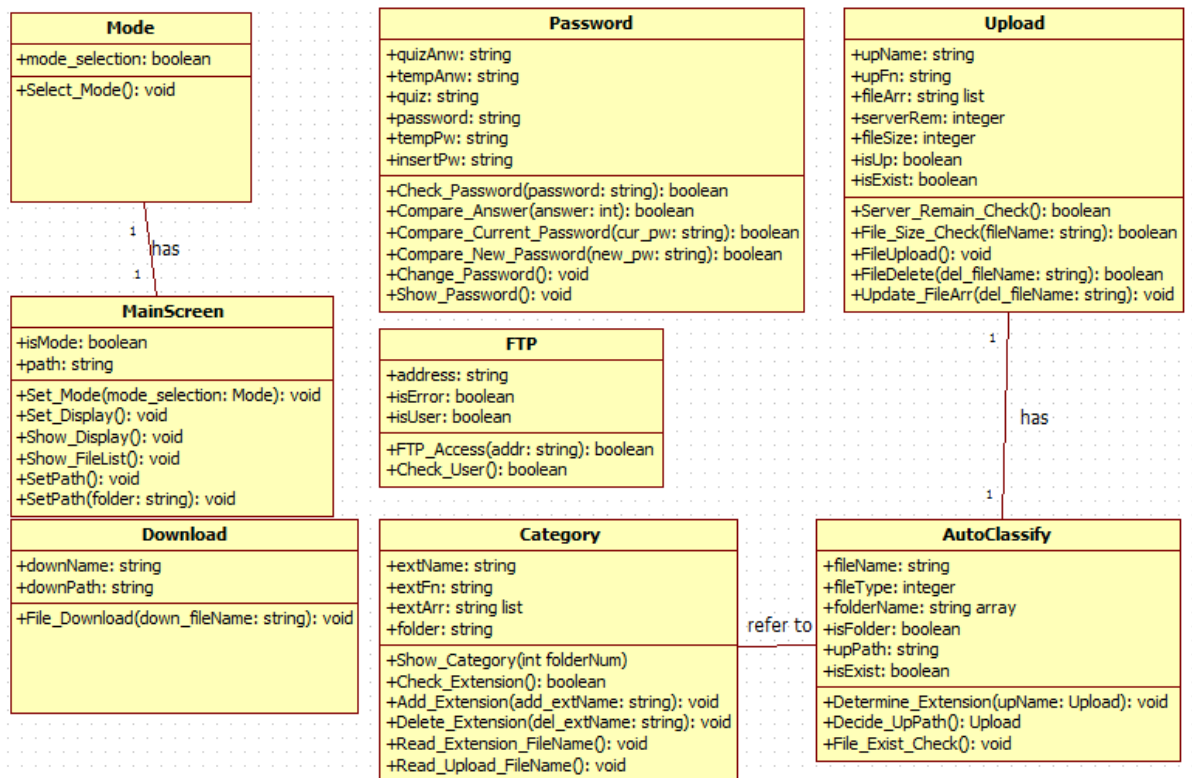 Mode
+mode_selection: boolean
+Select_Mode(): void
1
has
1
MainScreen
+isMode: boolean
+path: string
+Set_Mode(mode_selection: Mode): void
+Set_Display(): void
+Show_Display(): void
+Show_FileList(): void
+SetPath(): void
+SetPath(folder: string): void
Download
+downName: string
+downPath: string
+File_Download(down_fileName: string): void
Password
+quizAnw: string
+tempAnw: string
+quiz: string
+password: string
+tempPw: string
+insertPw: string
+Check_Password(password: string): boolean
+Compare_Answer(answer: int): boolean
+Compare_Current_Password(cur_pw: string): boolean
+Compare_New_Password(new_pw: string): boolean
+Change_Password(): void
+Show_Password(): void
FTP
+address: string
+isError: boolean
+isUser: boolean
+FTP_Access(addr: string): boolean
+Check_User(): boolean
Category
+extName: string
+extFn: string
+extArr: string list
+folder: string
+Show_Category(int folderNum)
+Check_Extension(): boolean
+Add_Extension(add_extName: string): void
+Delete_Extension(del_extName: string): void
+Read_Extension_FileName(): void
+Read_Upload_FileName(): void
refer to
Upload
+upName: string
+upFn: string
+fileArr: string list
+serverRem: integer
+fileSize: integer
+isUp: boolean
+isExist: boolean
+Server_Remain_Check(): boolean
+File_Size_Check(fileName: string): boolean
+FileUpload(): void
+FileDelete(del_fileName: string): boolean
+Update_FileArr(del_fileName: string): void
1
has
1
AutoClassify
+fileName: string
+fileType: integer
+folderName: string array
+isFolder: boolean
+upPath: string
+isExist: boolean
+Determine_Extension(upName: Upload): void
+Decide_UpPath(): Upload
+File_Exist_Check(): void